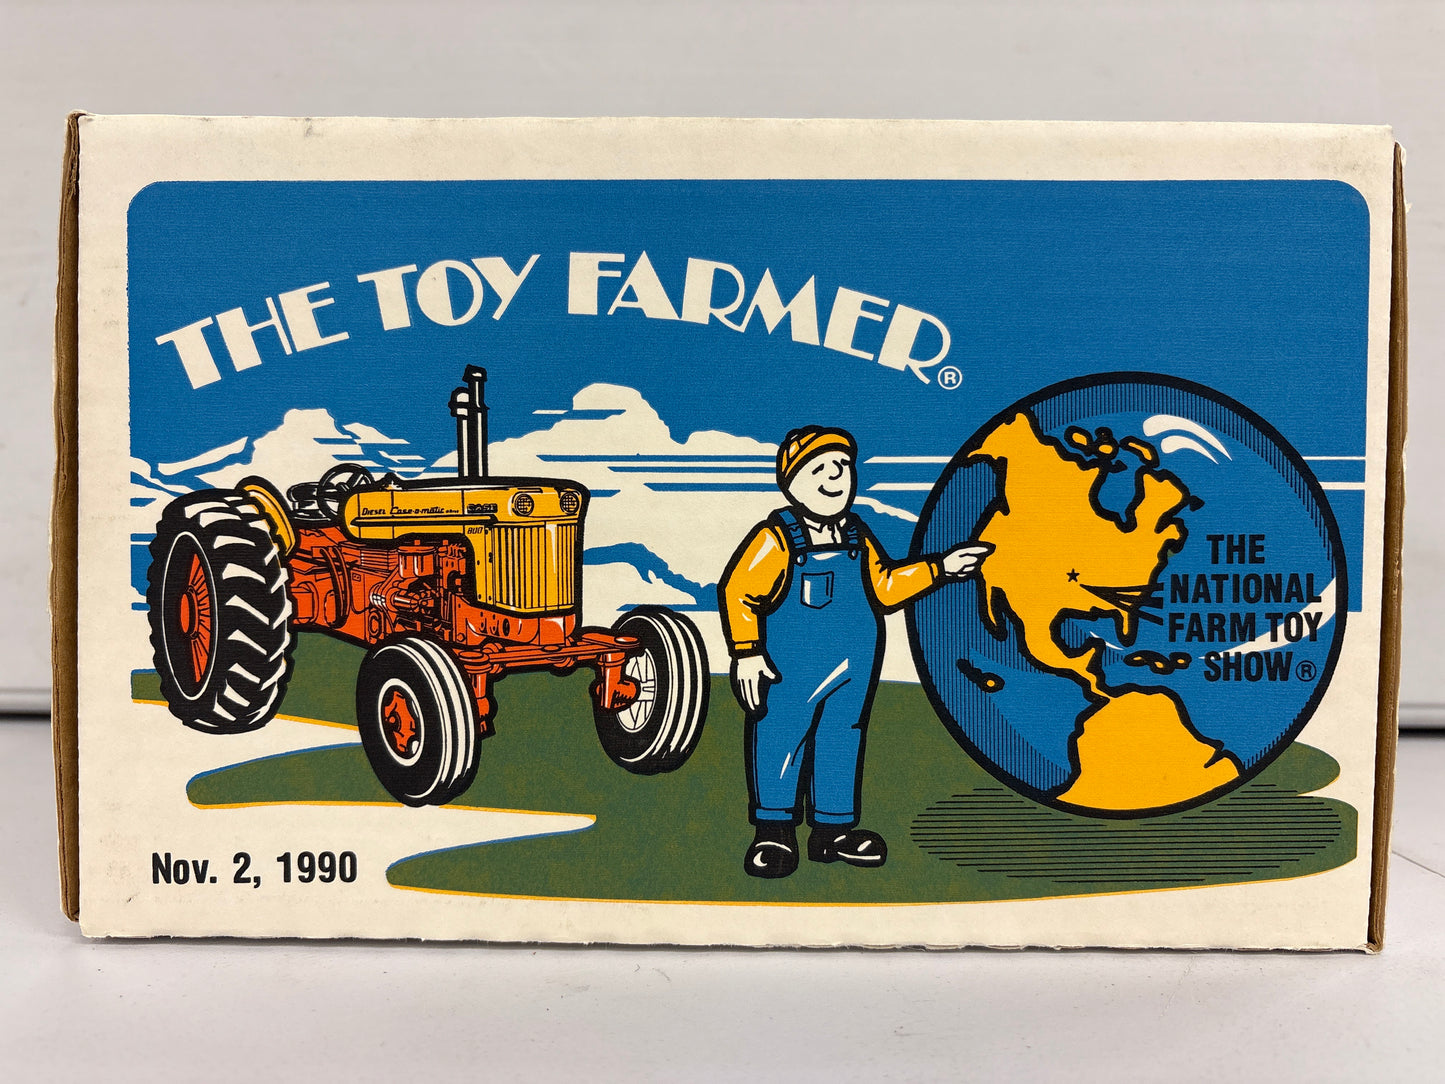 THE TOY FARMER®
DIESEL Case-o-matic
800
THE
NATIONAL
FARM TOY
SHOW®
Nov. 2, 1990